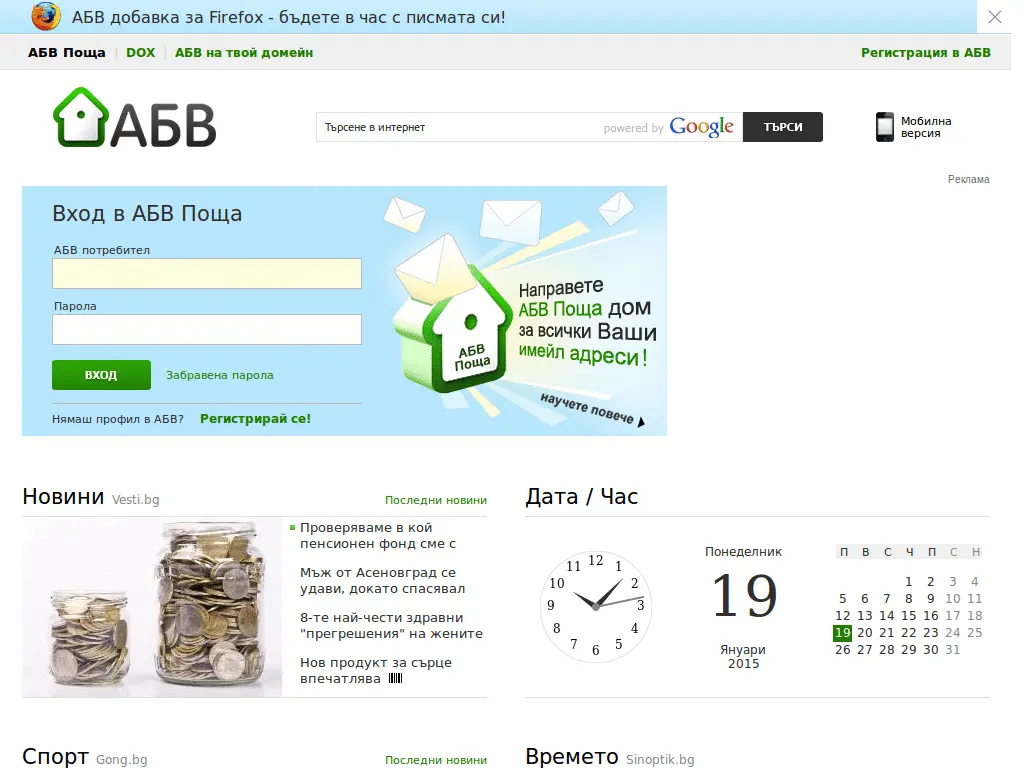 АБВ добавка за Firefox - бъдете в час с писмата си!
АБВ Поща | DOX | АБВ на твой домейн
Регистрация в АБВ
АБВ
Търсене в интернет
powered by Google
ТЪРСИ
Мобилна
версия
Реклама
Вход в АБВ Поща
АБВ потребител
Парола
ВХОД
Забравена парола
Нямаш профил в АБВ? Регистрирай се!
Направете
АБВ Поща дом
за всички Ваши
имейл адреси!
АБВ
Поща
научете повече
Новини Vesti.bg
Последни новини
Проверяваме в кой
пенсионен фонд сме с
Мъж от Асеновград се
удави, докато спасявал
8-те най-чести здравни
"прегрешения" на жените
Нов продукт за сърце
впечатлява
Дата / Час
12
1
2
3
4
5
6
7
8
9
10
11
Понеделник
19
Януари
2015
П В С Ч П С Н
1 2 3 4
5 6 7 8 9 10 11
12 13 14 15 16 17 18
19 20 21 22 23 24 25
26 27 28 29 30 31
Спорт Gong.bg
Последни новини
Времето Sinoptik.bg